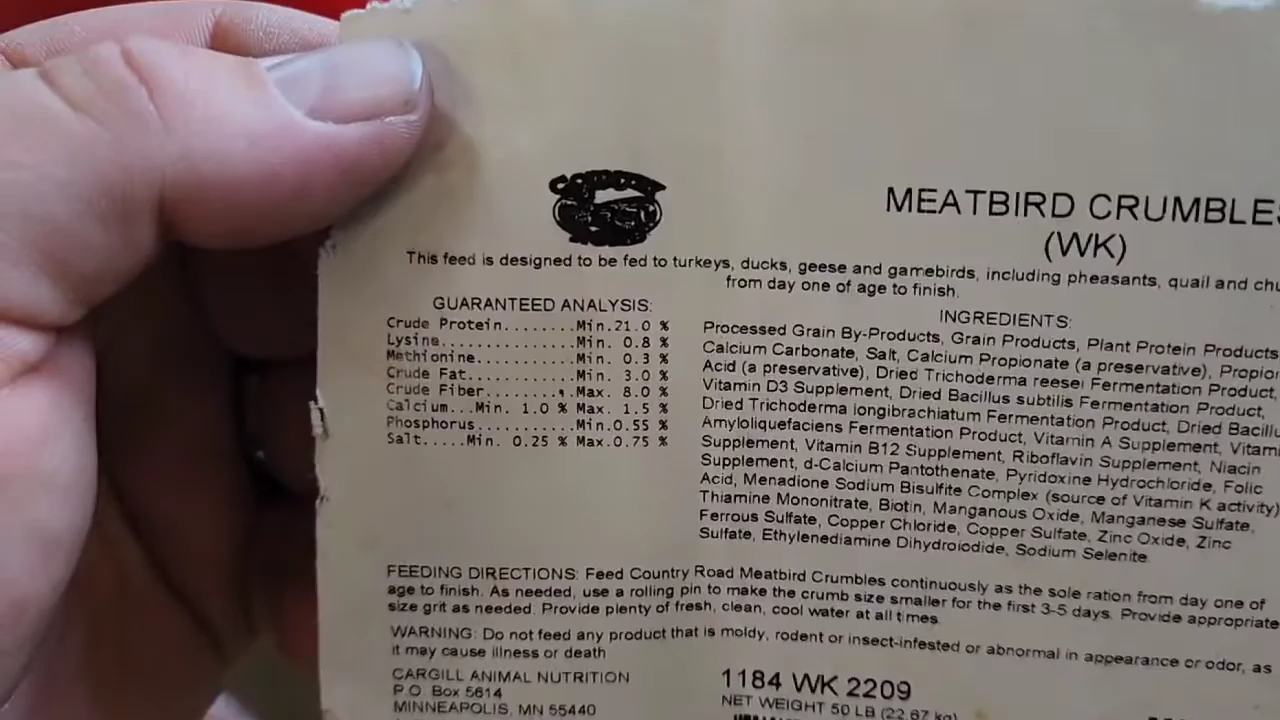 COUNTRY
MEATBIRD CRUMBLES
(WK)
This feed is designed to be fed to turkeys, ducks, geese and gamebirds, including pheasants, quail and
from day one of age to finish.
GUARANTEED ANALYSIS:
Crude Protein........Min.21.0 %
Lysine...............Min. 0.8 %
Methionine...........Min. 0.3 %
Crude Fat............Min. 3.0 %
Crude Fiber..........Max. 8.0 %
Calcium...Min. 1.0 % Max. 1.5 %
Phosphorus...........Min.0.55 %
Salt.....Min. 0.25 % Max.0.75 %
INGREDIENTS:
Processed Grain By-Products, Grain Products, Plant Protein Products
Calcium Carbonate, Salt, Calcium Propionate (a preservative),
Acid (a preservative), Dried Trichoderma reesei Fermentation Product,
Vitamin D3 Supplement, Dried Bacillus subtilis Fermentation Product,
Dried Trichoderma longibrachiatum Fermentation Product, Dried
Amyloliquefaciens Fermentation Product, Vitamin A Supplement,
Supplement, Vitamin B12 Supplement, Riboflavin Supplement, Niacin
Supplement, d-Calcium Pantothenate, Pyridoxine Hydrochloride, Folic
Acid, Menadione Sodium Bisulfite Complex (source of Vitamin K activity)
Thiamine Mononitrate, Biotin, Manganous Oxide, Manganese Sulfate,
Ferrous Sulfate, Copper Chloride, Copper Sulfate, Zinc Oxide, Zinc
Sulfate, Ethylenediamine Dihydroiodide, Sodium Selenite
FEEDING DIRECTIONS: Feed Country Road Meatbird Crumbles continuously as the sole ration from day one of
age to finish. As needed, use a rolling pin to make the crumb size smaller for the first 3-5 days. Provide appropriate
size grit as needed. Provide plenty of fresh, clean, cool water at all times.
WARNING: Do not feed any product that is moldy, rodent or insect-infested or abnormal in appearance or odor, as
it may cause illness or death
CARGILL ANIMAL NUTRITION
P.O. Box 5614
MINNEAPOLIS, MN 55440
1184 WK 2209
NET WEIGHT 50 LB (22.67 kg)